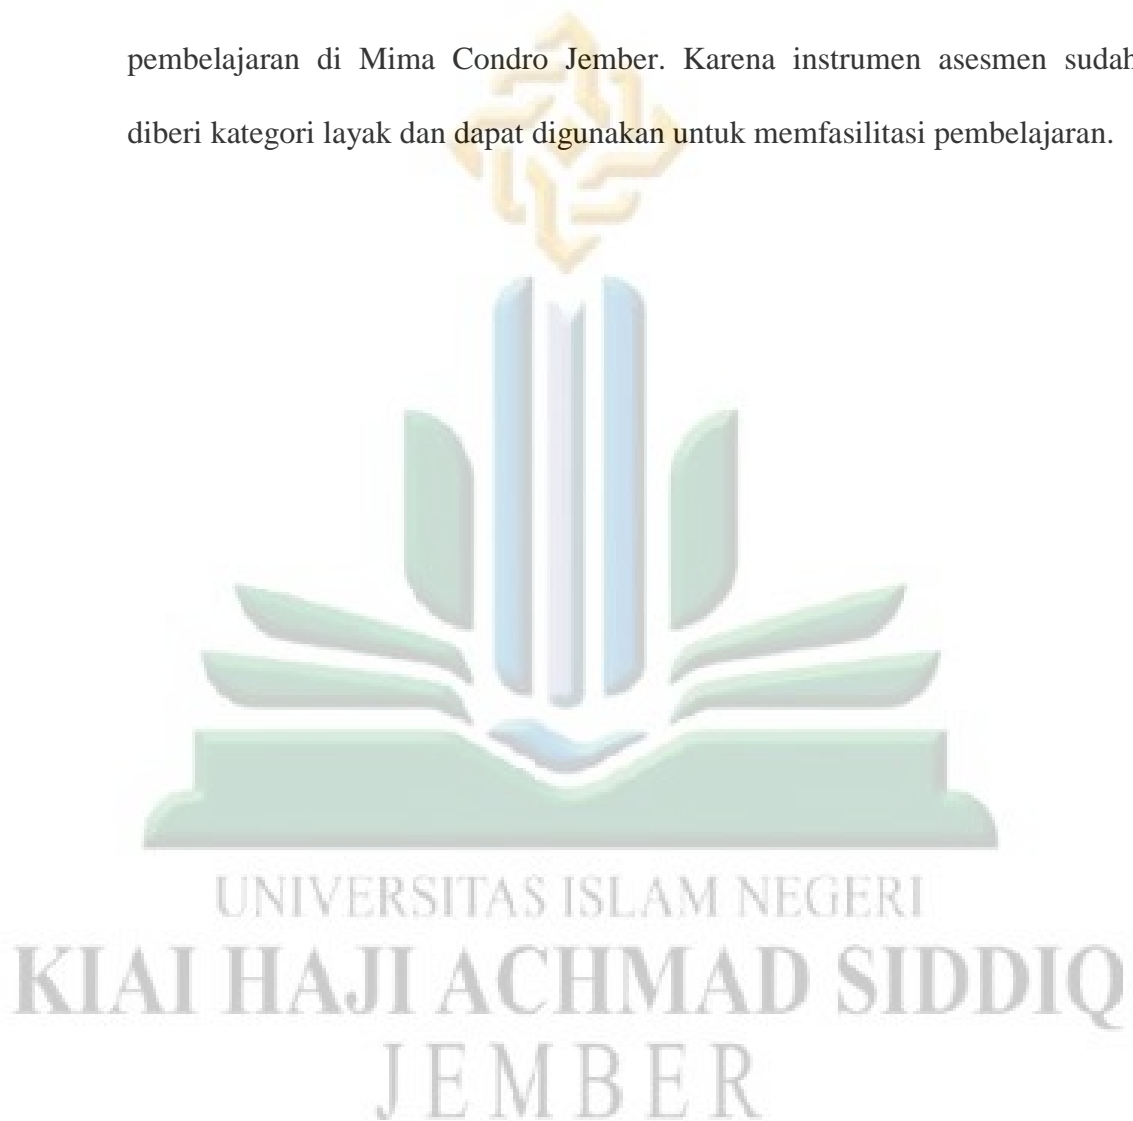 pembelajaran di Mima Condro Jember. Karena instrumen asesmen sudah
diberi kategori layak dan dapat digunakan untuk memfasilitasi pembelajaran.
UNIVERSITAS ISLAM NEGERI
KIAI HAJI ACHMAD SIDDIQ
JEMBER